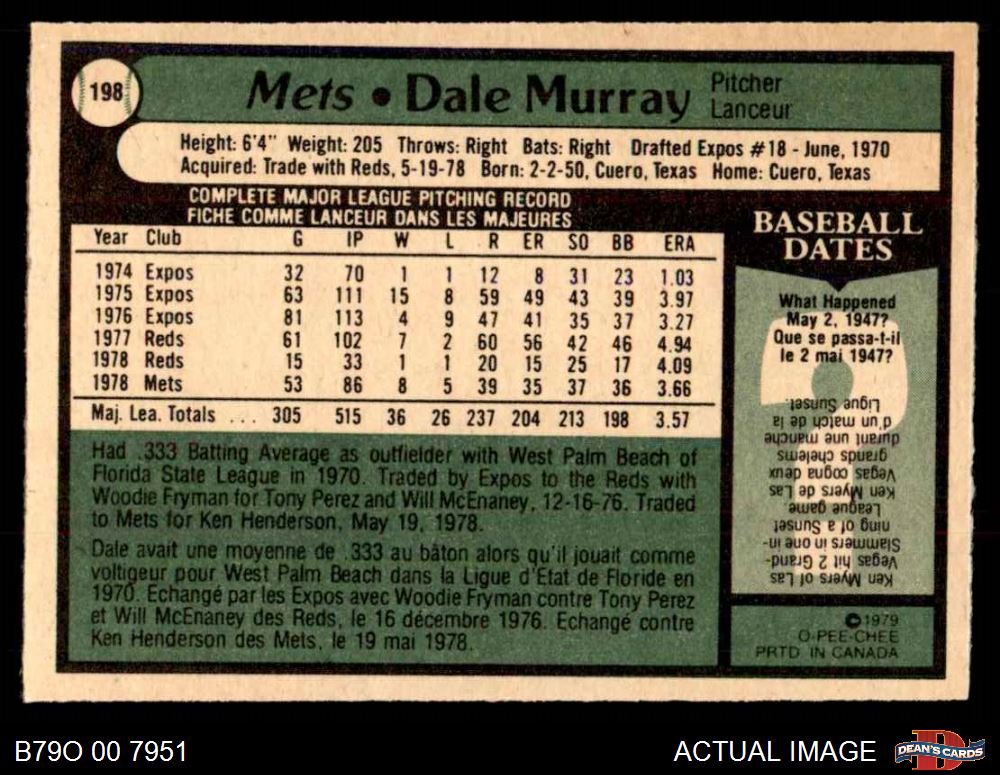 198
Mets • Dale Murray
Pitcher
Lanceur
Height: 6'4" Weight: 205 Throws: Right Bats: Right Drafted Expos #18 - June, 1970
Acquired: Trade with Reds, 5-19-78 Born: 2-2-50, Cuero, Texas Home: Cuero, Texas
COMPLETE MAJOR LEAGUE PITCHING RECORD
FICHE COMME LANCEUR DANS LES MAJEURES
Year Club G IP W L R ER SO BB ERA
1974 Expos 32 70 1 1 12 8 31 23 1.03
1975 Expos 63 111 15 8 59 49 43 39 3.97
1976 Expos 81 113 4 9 47 41 35 37 3.27
1977 Reds 61 102 7 2 60 56 42 46 4.94
1978 Reds 15 33 1 1 20 15 25 17 4.09
1978 Mets 53 86 8 5 39 35 37 36 3.66
Maj. Lea. Totals ... 305 515 36 26 237 204 213 198 3.57
Had .333 Batting Average as outfielder with West Palm Beach of
Florida State League in 1970. Traded by Expos to the Reds with
Woodie Fryman for Tony Perez and Will McEnaney, 12-16-76. Traded
to Mets for Ken Henderson, May 19, 1978.
Dale avait une moyenne de .333 au bâton alors qu'il jouait comme
voltigeur pour West Palm Beach dans la Ligue d'Etat de Floride en
1970. Echangé par les Expos avec Woodie Fryman contre Tony Perez
et Will McEnaney des Reds, le 16 décembre 1976. Echangé contre
Ken Henderson des Mets, le 19 mai 1978.
BASEBALL
DATES
What Happened
May 2, 1947?
Que se passa-t-il
le 2 mai 1947?
Ken Myers of Las
Vegas hit 2 Grand-
Slammers in one in-
ning of a Sunset
League game.
Ken Myers de Las
Vegas cogna deux
grands chelems
durant une manche
d'un match de la
Ligue Sunset.
©1979
O-PEE-CHEE
PRTD. IN CANADA
B79O 00 7951
ACTUAL IMAGE
D
DEAN'S CARDS